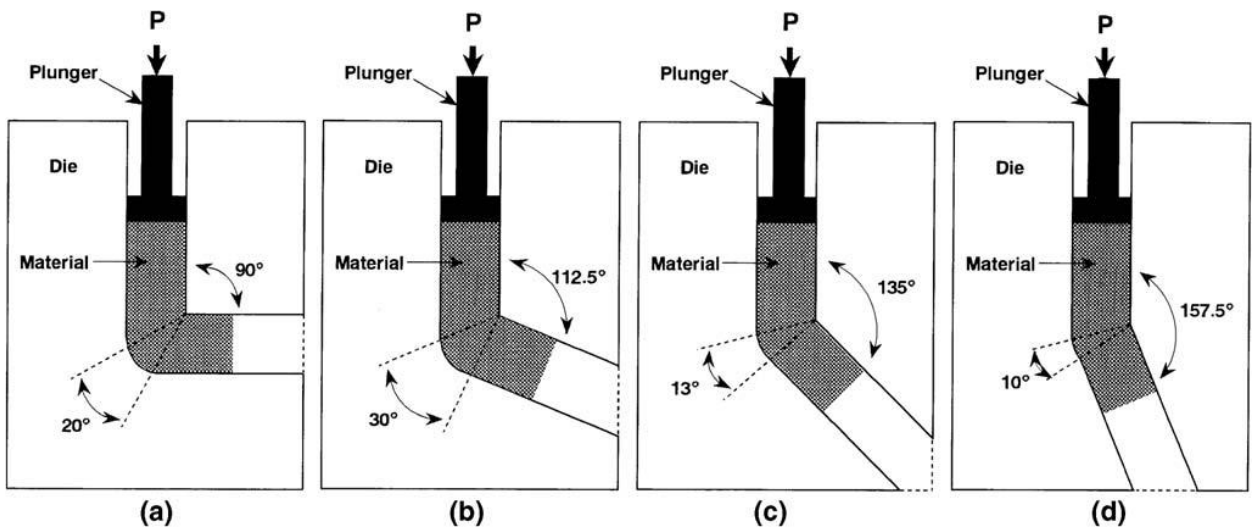 P
Plunger
Die
Material
90°
20°
(a)
P
Plunger
Die
Material
112.5°
30°
(b)
P
Plunger
Die
Material
135°
13°
(c)
P
Plunger
Die
Material
157.5°
10°
(d)